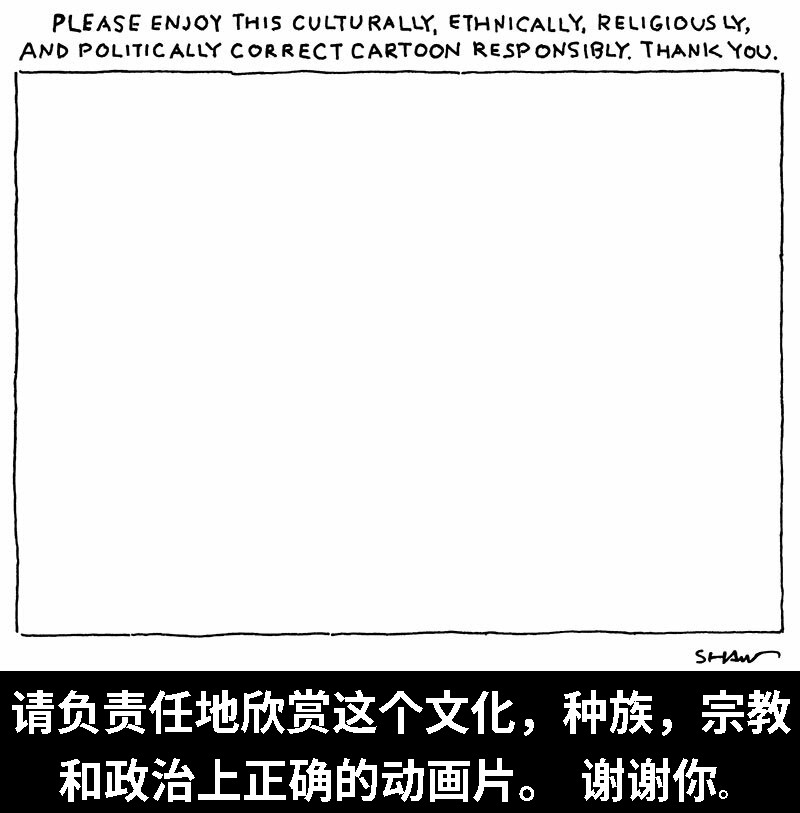 PLEASE ENJOY THIS CULTURALLY, ETHNICALLY, RELIGIOUSLY,
AND POLITICALLY CORRECT CARTOON RESPONSIBLY. THANK YOU.
SHAW
请负责任地欣赏这个文化，种族，宗教
和政治上正确的动画片。 谢谢你。